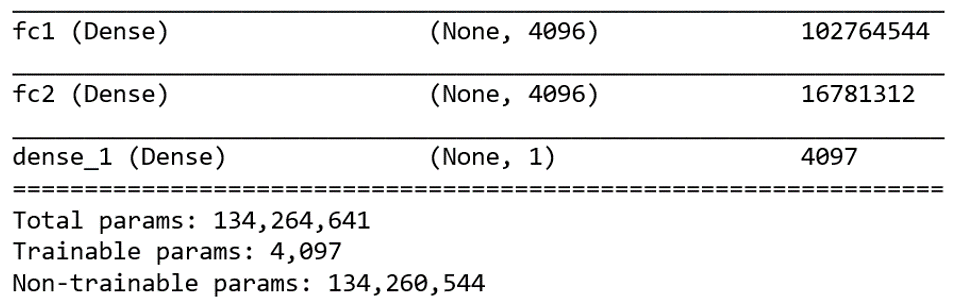 fc1 (Dense) (None, 4096) 102764544
fc2 (Dense) (None, 4096) 16781312
dense_1 (Dense) (None, 1) 4097
=================================================================
Total params: 134,264,641
Trainable params: 4,097
Non-trainable params: 134,260,544